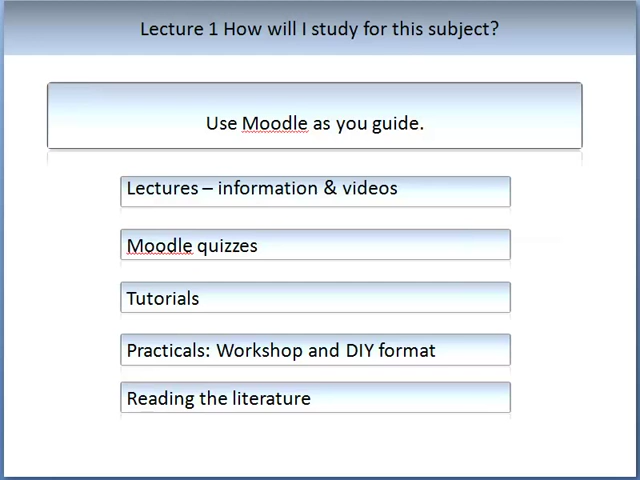 Lecture 1 How will I study for this subject?
Use Moodle as you guide.
Lectures – information & videos
Moodle quizzes
Tutorials
Practicals: Workshop and DIY format
Reading the literature